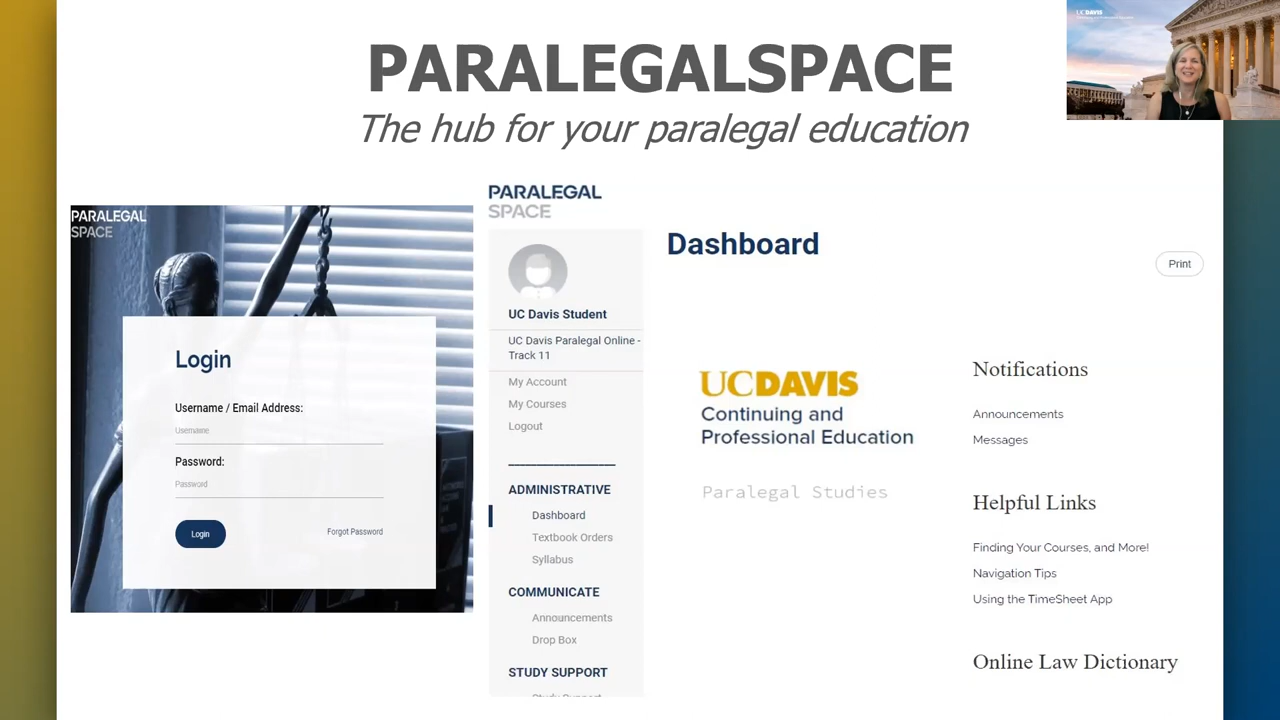 PARALEGALSPACE
The hub for your paralegal education
UCDAVIS
PARALEGAL
SPACE
Login
Username / Email Address:
Username
Password:
Password
Login
Forgot Password
PARALEGAL
SPACE
UC Davis Student
UC Davis Paralegal Online -
Track 11
My Account
My Courses
Logout
ADMINISTRATIVE
Dashboard
Textbook Orders
Syllabus
COMMUNICATE
Announcements
Drop Box
STUDY SUPPORT
Dashboard
Print
UCDAVIS
Continuing and
Professional Education
Paralegal Studies
Notifications
Announcements
Messages
Helpful Links
Finding Your Courses, and More!
Navigation Tips
Using the TimeSheet App
Online Law Dictionary